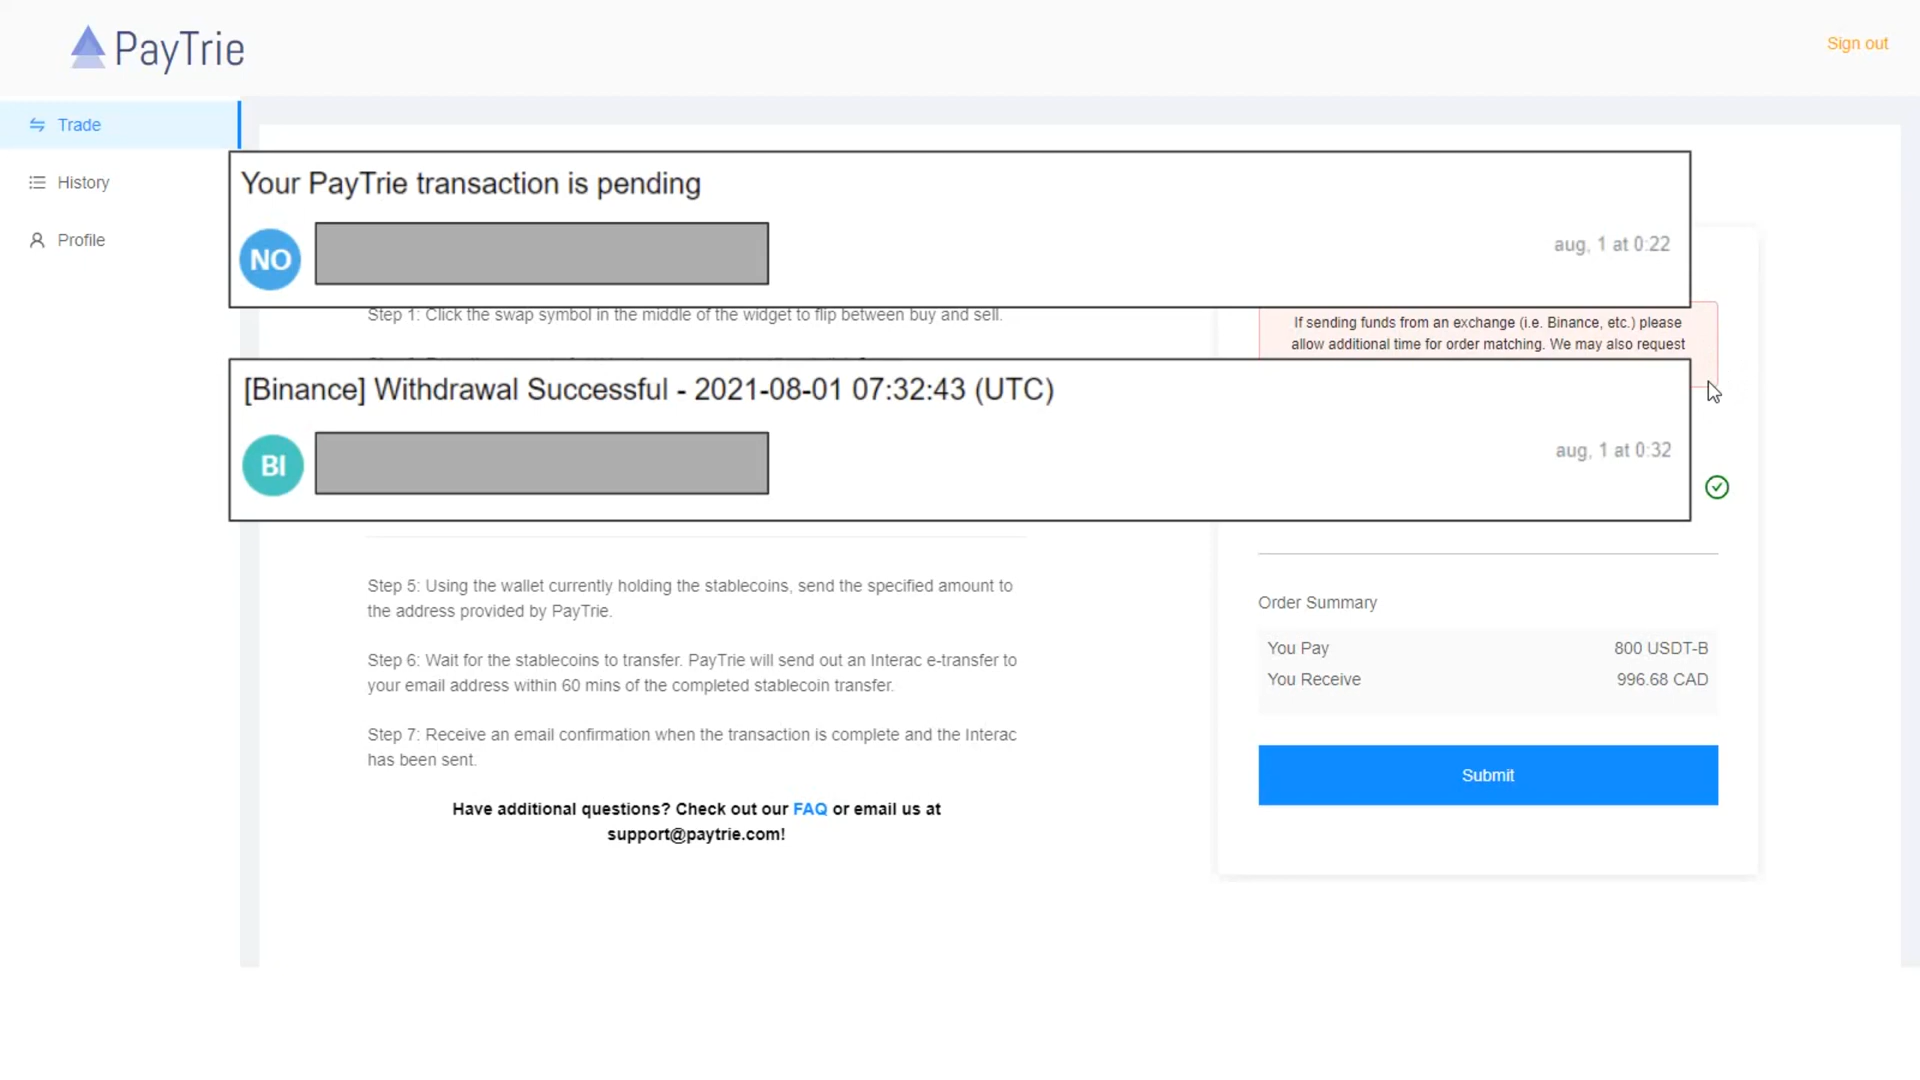 PayTrie
Sign out
Trade
History
Profile
Your PayTrie transaction is pending
NO
aug, 1 at 0:22
Step 1: Click the swap symbol in the middle of the widget to flip between buy and sell.
If sending funds from an exchange (i.e. Binance, etc.) please
allow additional time for order matching. We may also request
[Binance] Withdrawal Successful - 2021-08-01 07:32:43 (UTC)
BI
aug, 1 at 0:32
Step 5: Using the wallet currently holding the stablecoins, send the specified amount to
the address provided by PayTrie.
Step 6: Wait for the stablecoins to transfer. PayTrie will send out an Interac e-transfer to
your email address within 60 mins of the completed stablecoin transfer.
Step 7: Receive an email confirmation when the transaction is complete and the Interac
has been sent.
Have additional questions? Check out our FAQ or email us at
support@paytrie.com!
Order Summary
You Pay 800 USDT-B
You Receive 996.68 CAD
Submit